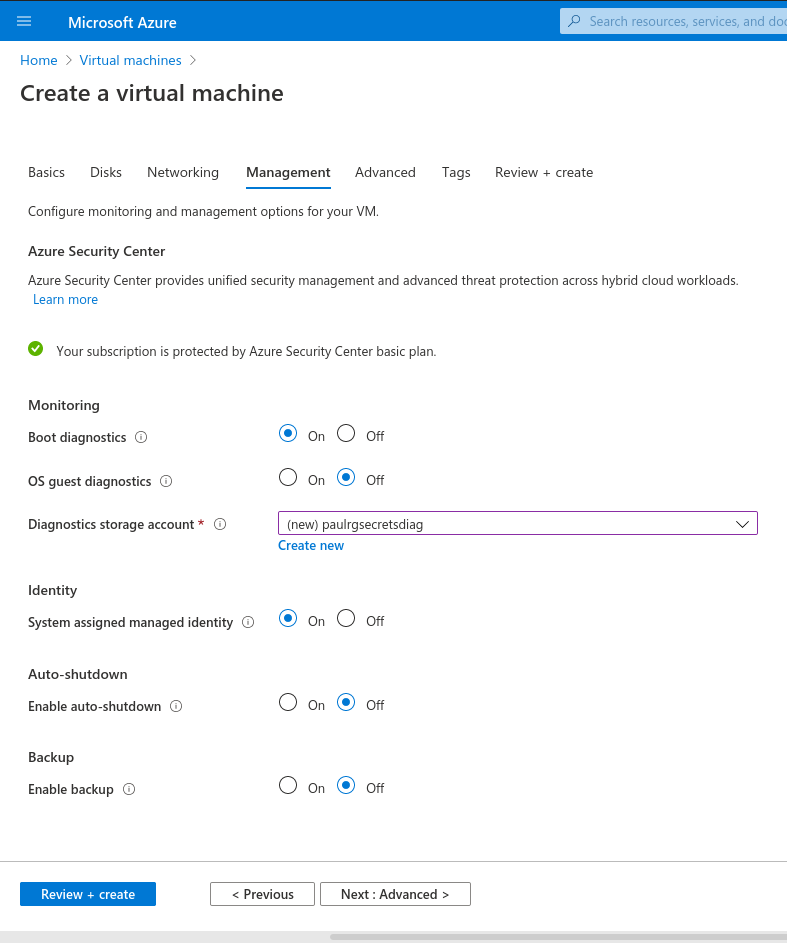 Microsoft Azure
Search resources, services, and doc
Home > Virtual machines >
Create a virtual machine
Basics Disks Networking Management Advanced Tags Review + create
Configure monitoring and management options for your VM.
Azure Security Center
Azure Security Center provides unified security management and advanced threat protection across hybrid cloud workloads.
Learn more
Your subscription is protected by Azure Security Center basic plan.
Monitoring
Boot diagnostics On Off
OS guest diagnostics On Off
Diagnostics storage account * (new) paulrgsecretsdiag
Create new
Identity
System assigned managed identity On Off
Auto-shutdown
Enable auto-shutdown On Off
Backup
Enable backup On Off
Review + create < Previous Next : Advanced >